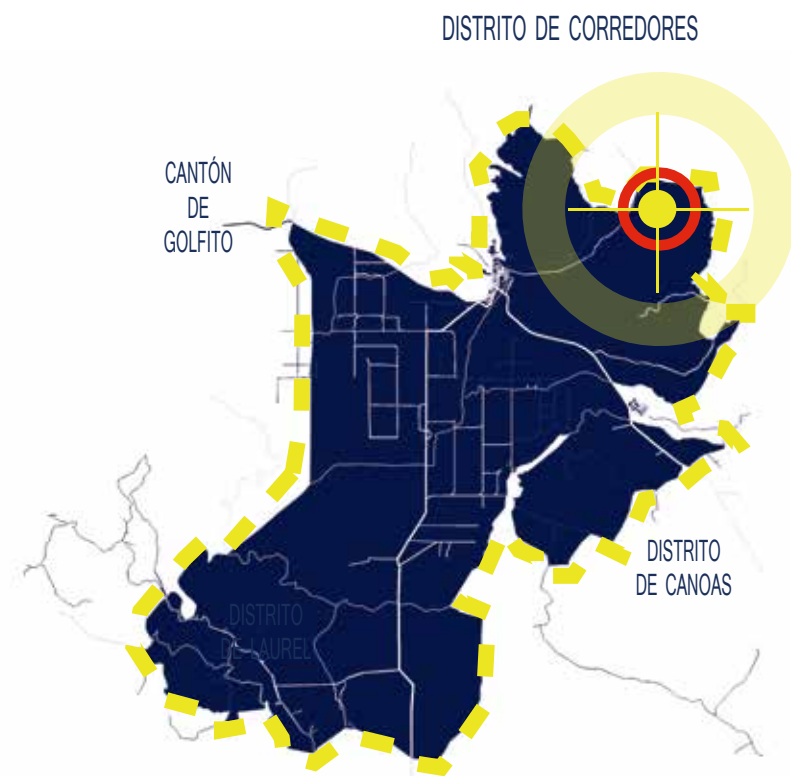 DISTRITO DE CORREDORES
CANTÓN
DE
GOLFITO
DISTRITO
DE CANOAS
DISTRITO
DE LAUREL